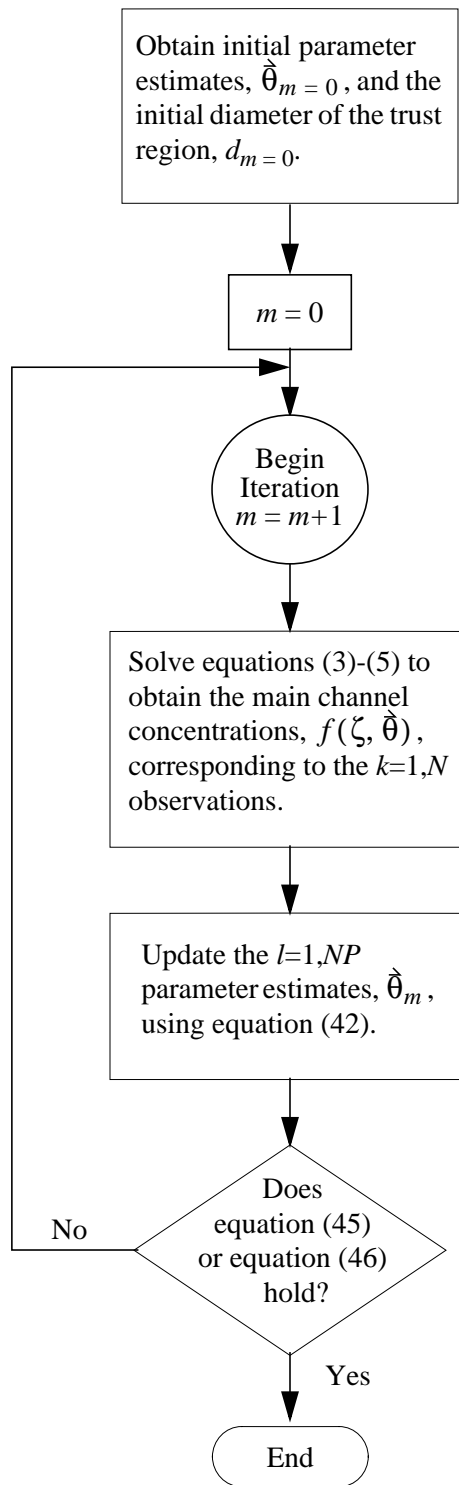 Obtain initial parameter
estimates, θ̂⃗ m = 0 , and the
initial diameter of the trust
region, d m = 0.
m = 0
Begin
Iteration
m = m+1
Solve equations (3)-(5) to
obtain the main channel
concentrations, f(ζ, θ̂⃗) ,
corresponding to the k=1,N
observations.
Update the l=1,NP
parameter estimates, θ̂⃗ m ,
using equation (42).
Does
equation (45)
or equation (46)
hold?
No
Yes
End